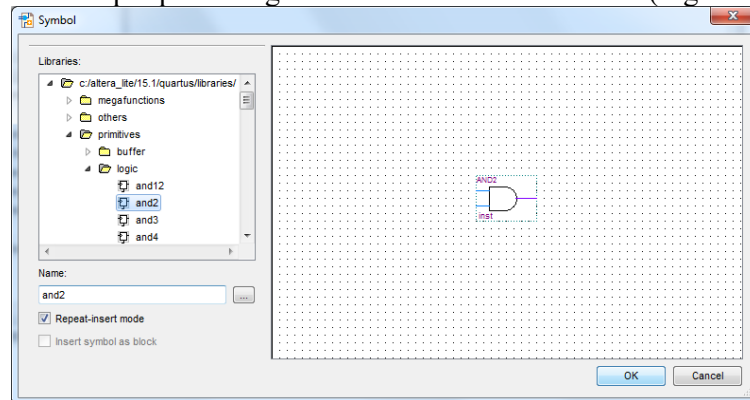 Symbol
Libraries:
c:/altera_lite/15.1/quartus/libraries/
megafunctions
others
primitives
buffer
logic
and12
and2
and3
and4
AND2
inst
Name:
and2
...
Repeat-insert mode
Insert symbol as block
OK
Cancel